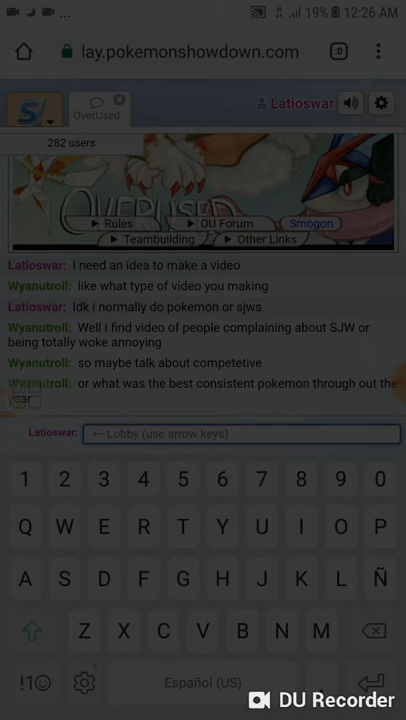 ... 19% 12:26 AM
lay.pokemonshowdown.com :D
OverUsed Latioswar
282 users
OVERUSED
Rules OU Forum Smogon
Teambuilding Other Links
Latioswar: I need an idea to make a video
Wyanutroll: like what type of video you making
Latioswar: Idk i normally do pokemon or sjws
Wyanutroll: Well I find video of people complaining about SJW or
being totally woke annoying
Wyanutroll: so maybe talk about competetive
Wyanutroll: or what was the best consistent pokemon through out the
year
Latioswar: ← Lobby (use arrow keys)
1 2 3 4 5 6 7 8 9 0
Q W E R T Y U I O P
A S D F G H J K L Ñ
Z X C V B N M
!1☺ Español (US)
DU Recorder